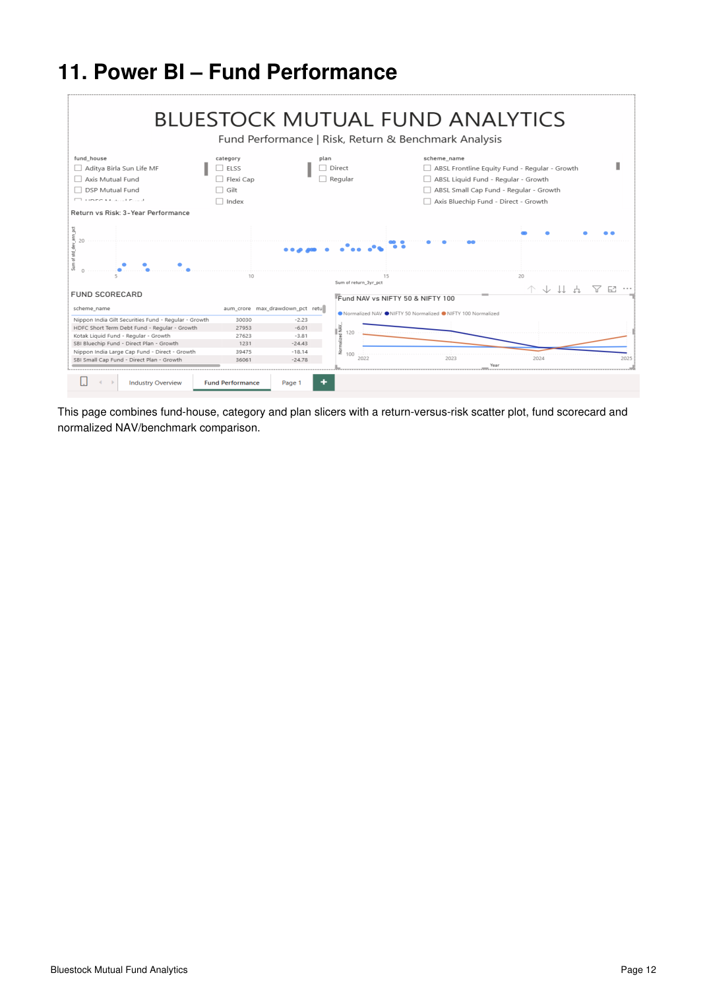 11. Power BI – Fund Performance
BLUESTOCK MUTUAL FUND ANALYTICS
Fund Performance | Risk, Return & Benchmark Analysis
fund_house
Aditya Birla Sun Life MF
Axis Mutual Fund
DSP Mutual Fund
category
ELSS
Flexi Cap
Gilt
Index
plan
Direct
Regular
scheme_name
ABSL Frontline Equity Fund - Regular - Growth
ABSL Liquid Fund - Regular - Growth
ABSL Small Cap Fund - Regular - Growth
Axis Bluechip Fund - Direct - Growth
Return vs Risk: 3-Year Performance
Sum of std_dev_ann_pct
20
0
5 10 15 20
Sum of return_3yr_pct
FUND SCORECARD
scheme_name aum_crore max_drawdown_pct retu
Nippon India Gilt Securities Fund - Regular - Growth 30030 -2.23
HDFC Short Term Debt Fund - Regular - Growth 27953 -6.01
Kotak Liquid Fund - Regular - Growth 27623 -3.81
SBI Bluechip Fund - Direct Plan - Growth 1231 -24.43
Nippon India Large Cap Fund - Direct - Growth 39475 -18.14
SBI Small Cap Fund - Direct Plan - Growth 36061 -24.78
Fund NAV vs NIFTY 50 & NIFTY 100
Normalized NAV NIFTY 50 Normalized NIFTY 100 Normalized
Normalized NAV...
120
100
2022 2023 2024 2025
Year
Industry Overview Fund Performance Page 1 +
This page combines fund-house, category and plan slicers with a return-versus-risk scatter plot, fund scorecard and
normalized NAV/benchmark comparison.
Bluestock Mutual Fund Analytics Page 12